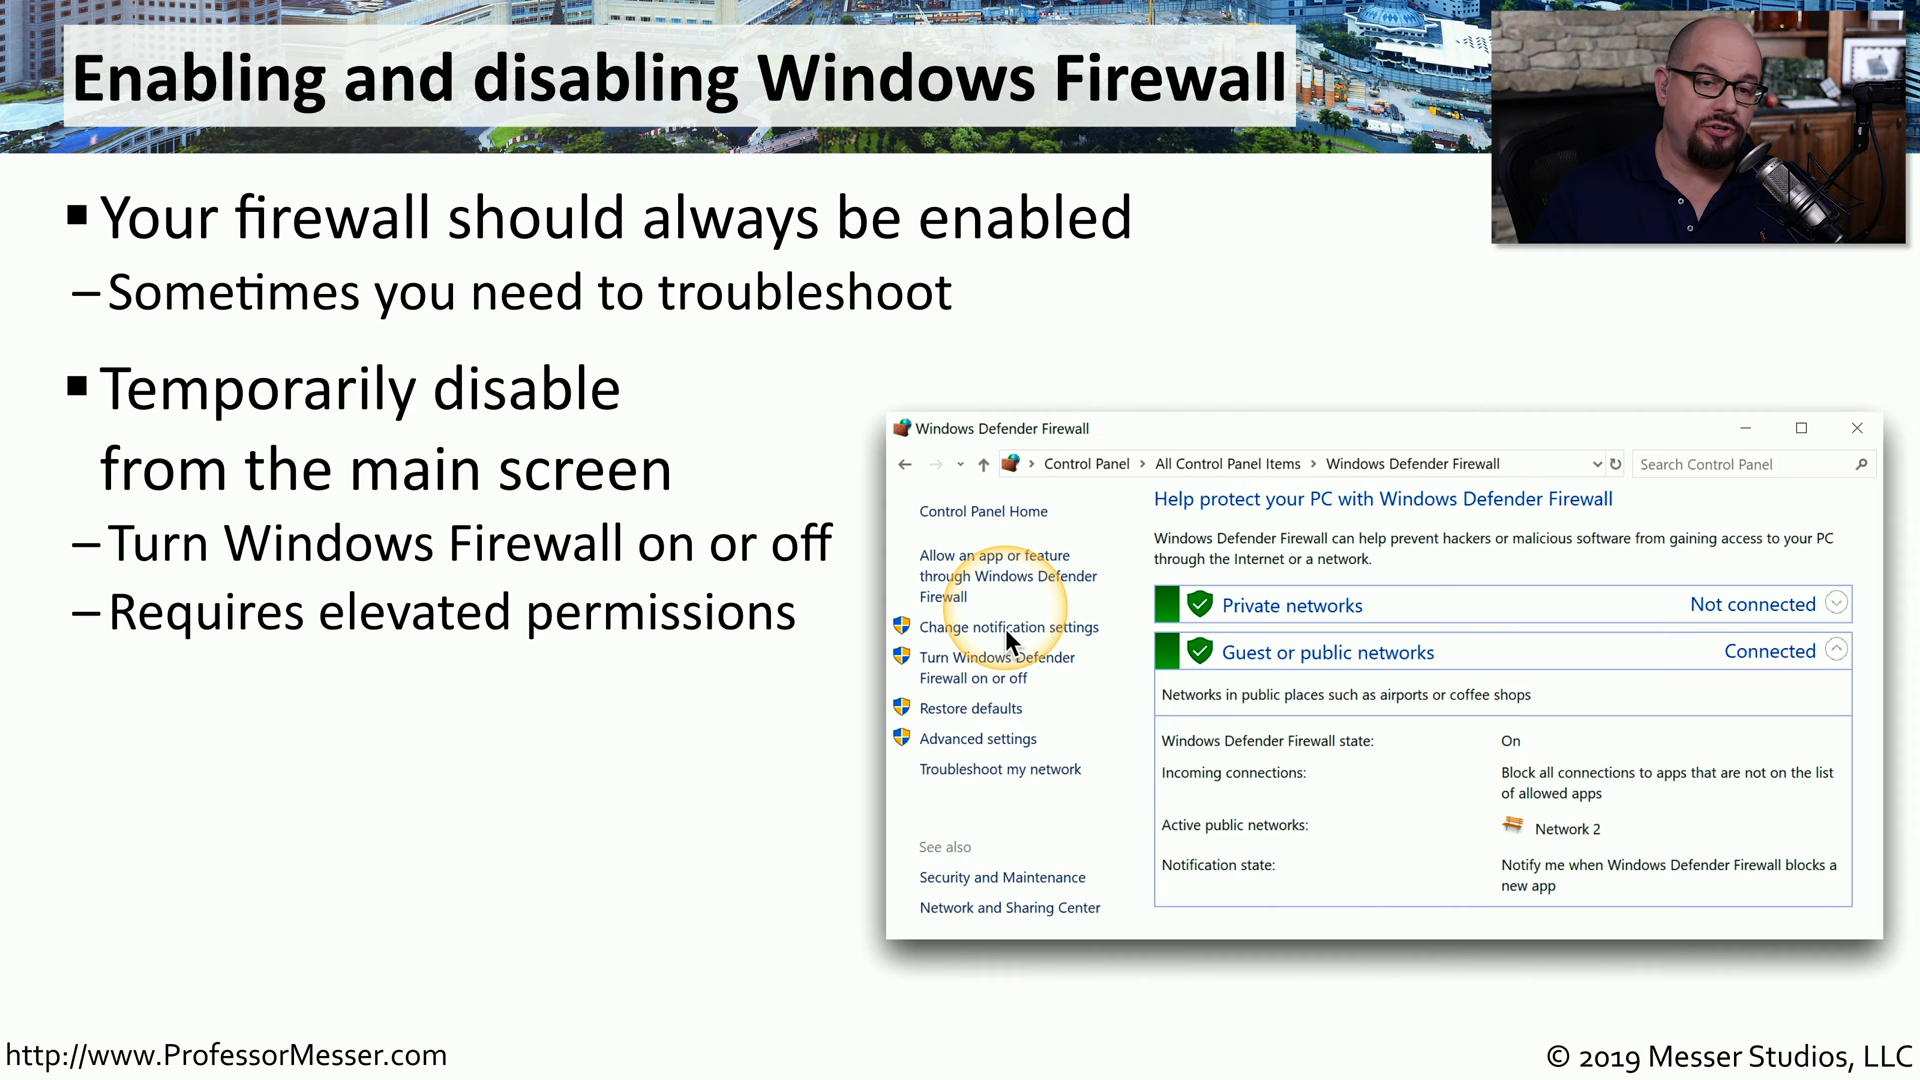 Enabling and disabling Windows Firewall
Your firewall should always be enabled
–Sometimes you need to troubleshoot
Temporarily disable
from the main screen
–Turn Windows Firewall on or off
–Requires elevated permissions
Windows Defender Firewall
Control Panel > All Control Panel Items > Windows Defender Firewall
Search Control Panel
Control Panel Home
Allow an app or feature
through Windows Defender
Firewall
Change notification settings
Turn Windows Defender
Firewall on or off
Restore defaults
Advanced settings
Troubleshoot my network
See also
Security and Maintenance
Network and Sharing Center
Help protect your PC with Windows Defender Firewall
Windows Defender Firewall can help prevent hackers or malicious software from gaining access to your PC
through the Internet or a network.
Private networks Not connected
Guest or public networks Connected
Networks in public places such as airports or coffee shops
Windows Defender Firewall state: On
Incoming connections: Block all connections to apps that are not on the list
of allowed apps
Active public networks: Network 2
Notification state: Notify me when Windows Defender Firewall blocks a
new app
http://www.ProfessorMesser.com
© 2019 Messer Studios, LLC